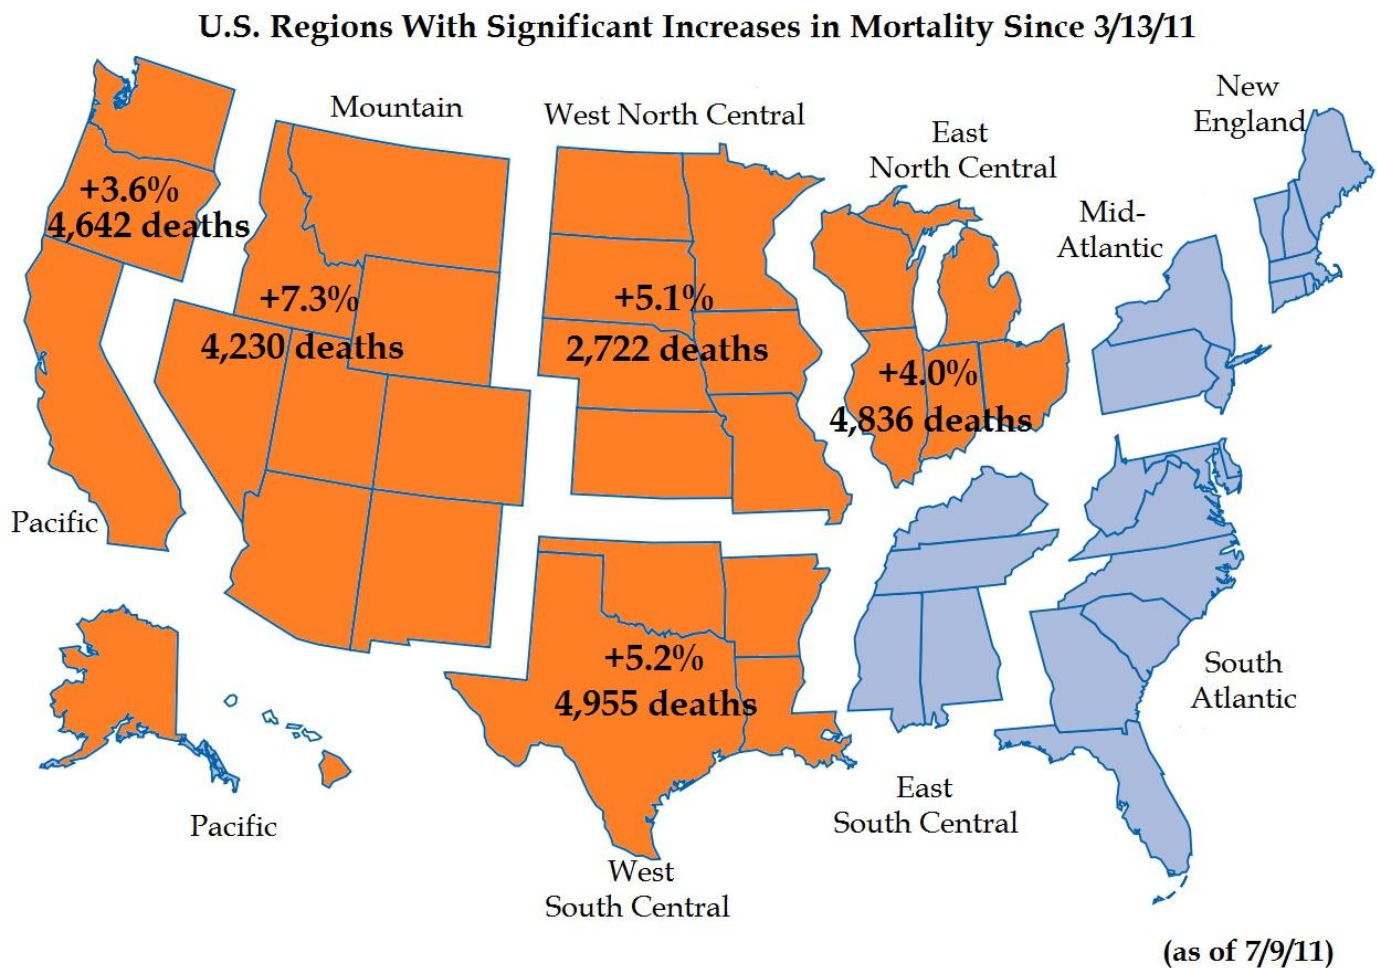 U.S. Regions With Significant Increases in Mortality Since 3/13/11
Mountain
West North Central
East
North Central
New
England
Mid-
Atlantic
+3.6%
4,642 deaths
+7.3%
4,230 deaths
+5.1%
2,722 deaths
+4.0%
4,836 deaths
Pacific
+5.2%
4,955 deaths
South
Atlantic
Pacific
East
South Central
West
South Central
(as of 7/9/11)